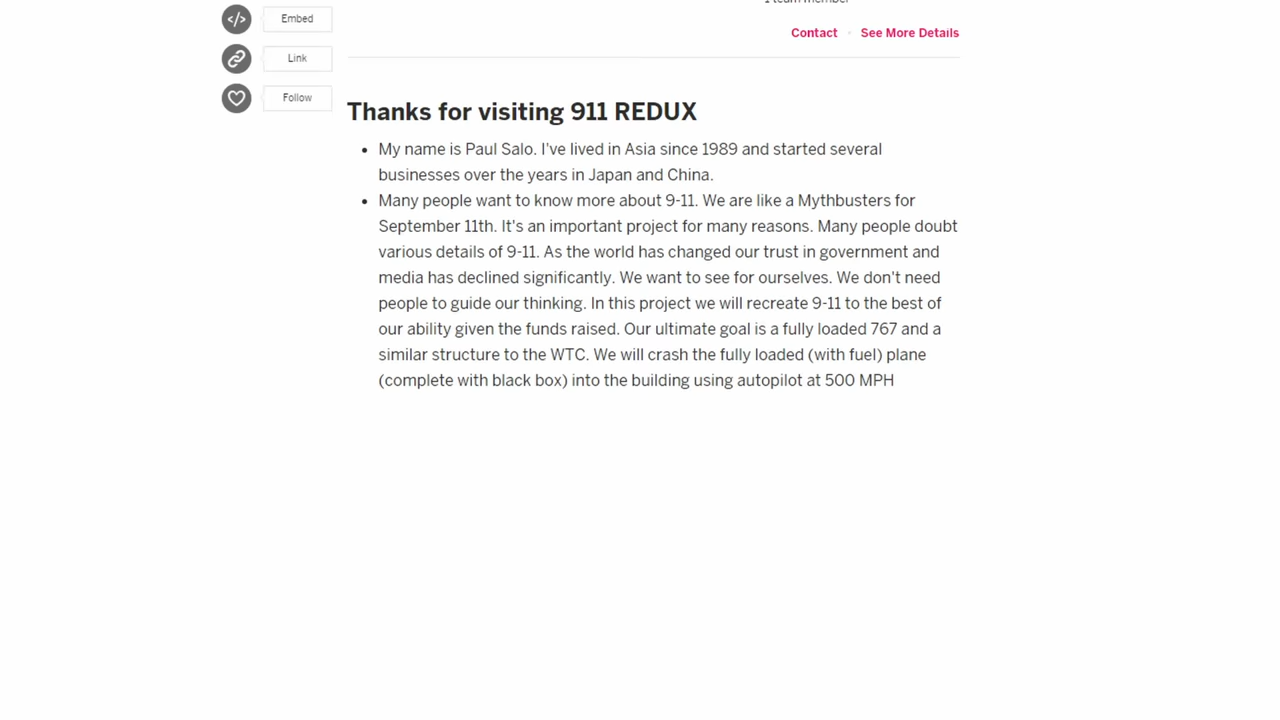 1 team member
Embed
Contact · See More Details
Link
Follow
Thanks for visiting 911 REDUX
• My name is Paul Salo. I've lived in Asia since 1989 and started several
businesses over the years in Japan and China.
• Many people want to know more about 9-11. We are like a Mythbusters for
September 11th. It's an important project for many reasons. Many people doubt
various details of 9-11. As the world has changed our trust in government and
media has declined significantly. We want to see for ourselves. We don't need
people to guide our thinking. In this project we will recreate 9-11 to the best of
our ability given the funds raised. Our ultimate goal is a fully loaded 767 and a
similar structure to the WTC. We will crash the fully loaded (with fuel) plane
(complete with black box) into the building using autopilot at 500 MPH